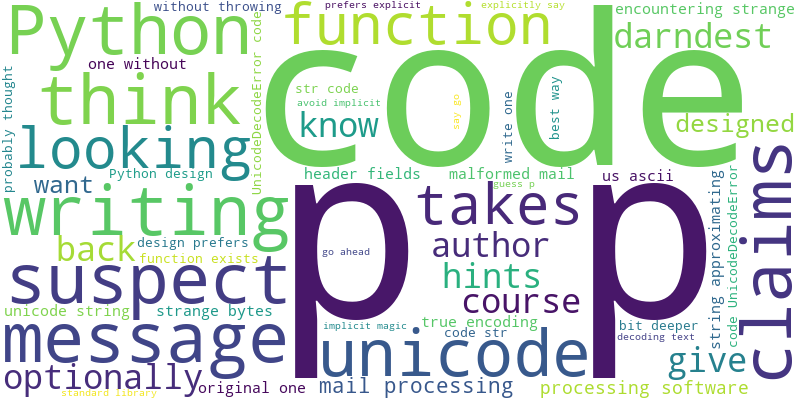 Python
without throwing
prefers explicit
explicitly say
encountering strange
function
darndest
one without
code
think
str code
avoid implicit
say go
know
write one
best way
designed
UnicodeDecodeError code
probably thought
looking
want
Python design
header fields
malformed mail
guess p
us ascii
p p
writing
takes
claims
string approximating
code UnicodeDecodeError
back
design prefers
function exists
go ahead
author
suspect
strange bytes
hints
course
unicode string
message
implicit magic
true encoding
code str
bit deeper
decoding text
unicode
give
optionally
original one
mail processing
processing software
standard library